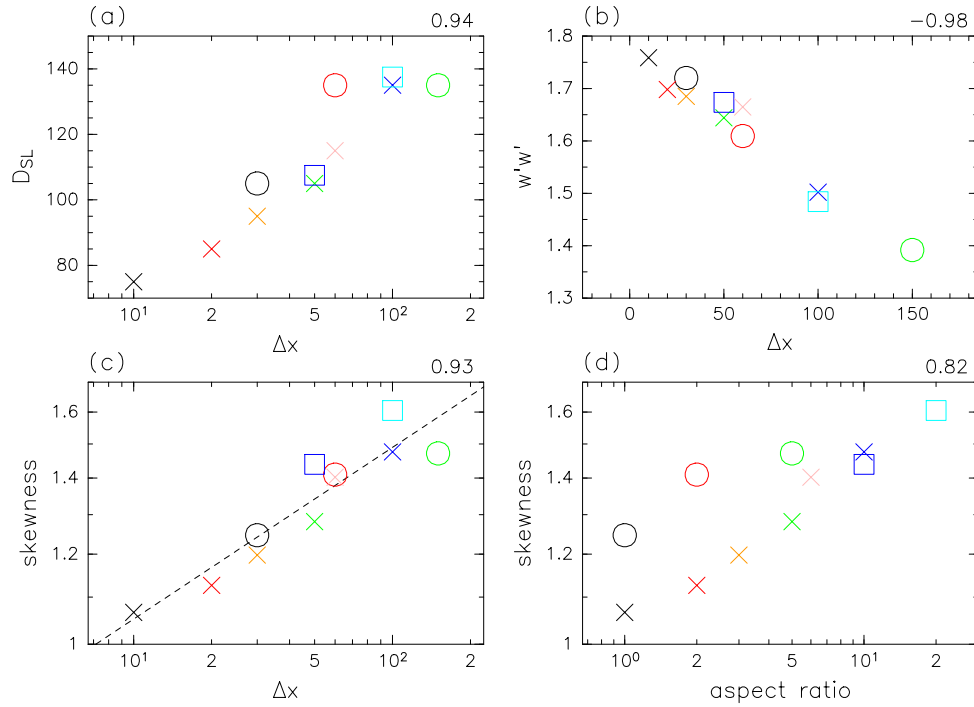 (a) 0.94
D_SL
140
120
100
80
10¹ 2 5 10² 2
Δx
(b) −0.98
w'w'
1.8
1.7
1.6
1.5
1.4
1.3
0 50 100 150
Δx
(c) 0.93
skewness
1.6
1.4
1.2
1
10¹ 2 5 10² 2
Δx
(d) 0.82
skewness
1.6
1.4
1.2
1
10⁰ 2 5 10¹ 2
aspect ratio